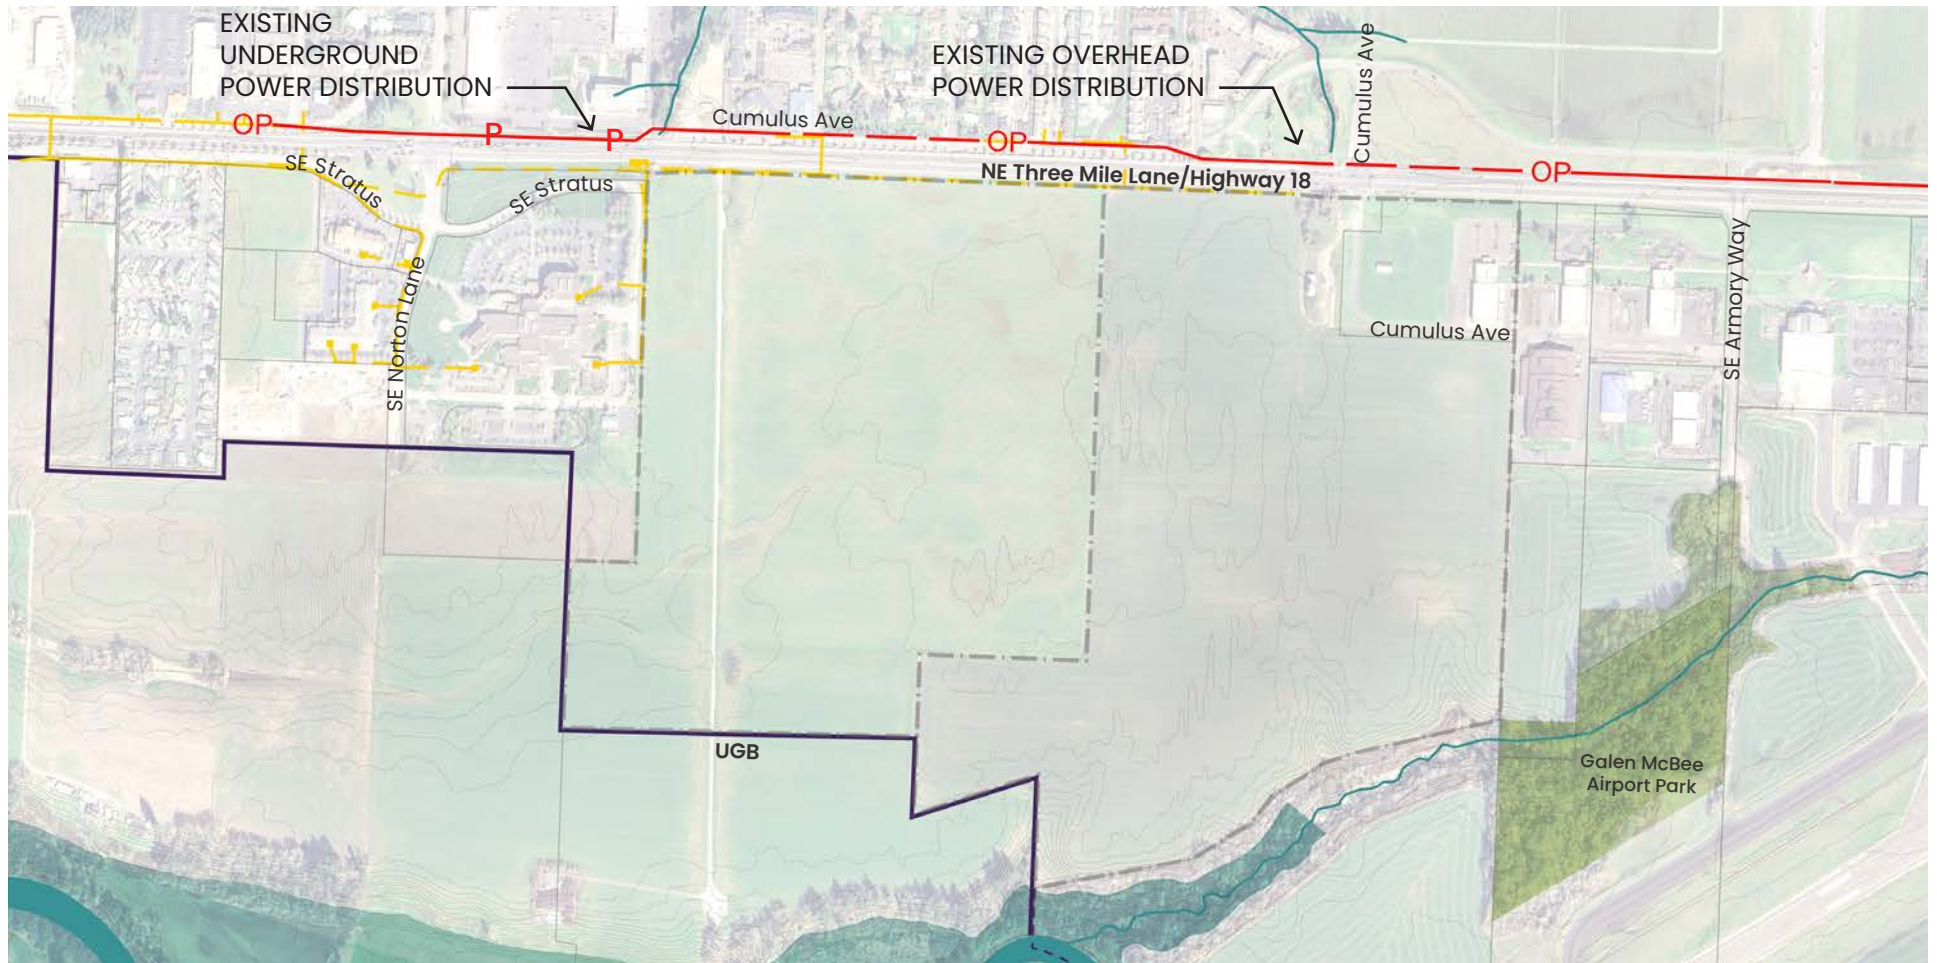 EXISTING
UNDERGROUND
POWER DISTRIBUTION
EXISTING OVERHEAD
POWER DISTRIBUTION
Cumulus Ave
OP
P
P
Cumulus Ave
OP
OP
SE Stratus
SE Stratus
NE Three Mile Lane/Highway 18
SE Norton Lane
Cumulus Ave
SE Armory Way
UGB
Galen McBee
Airport Park